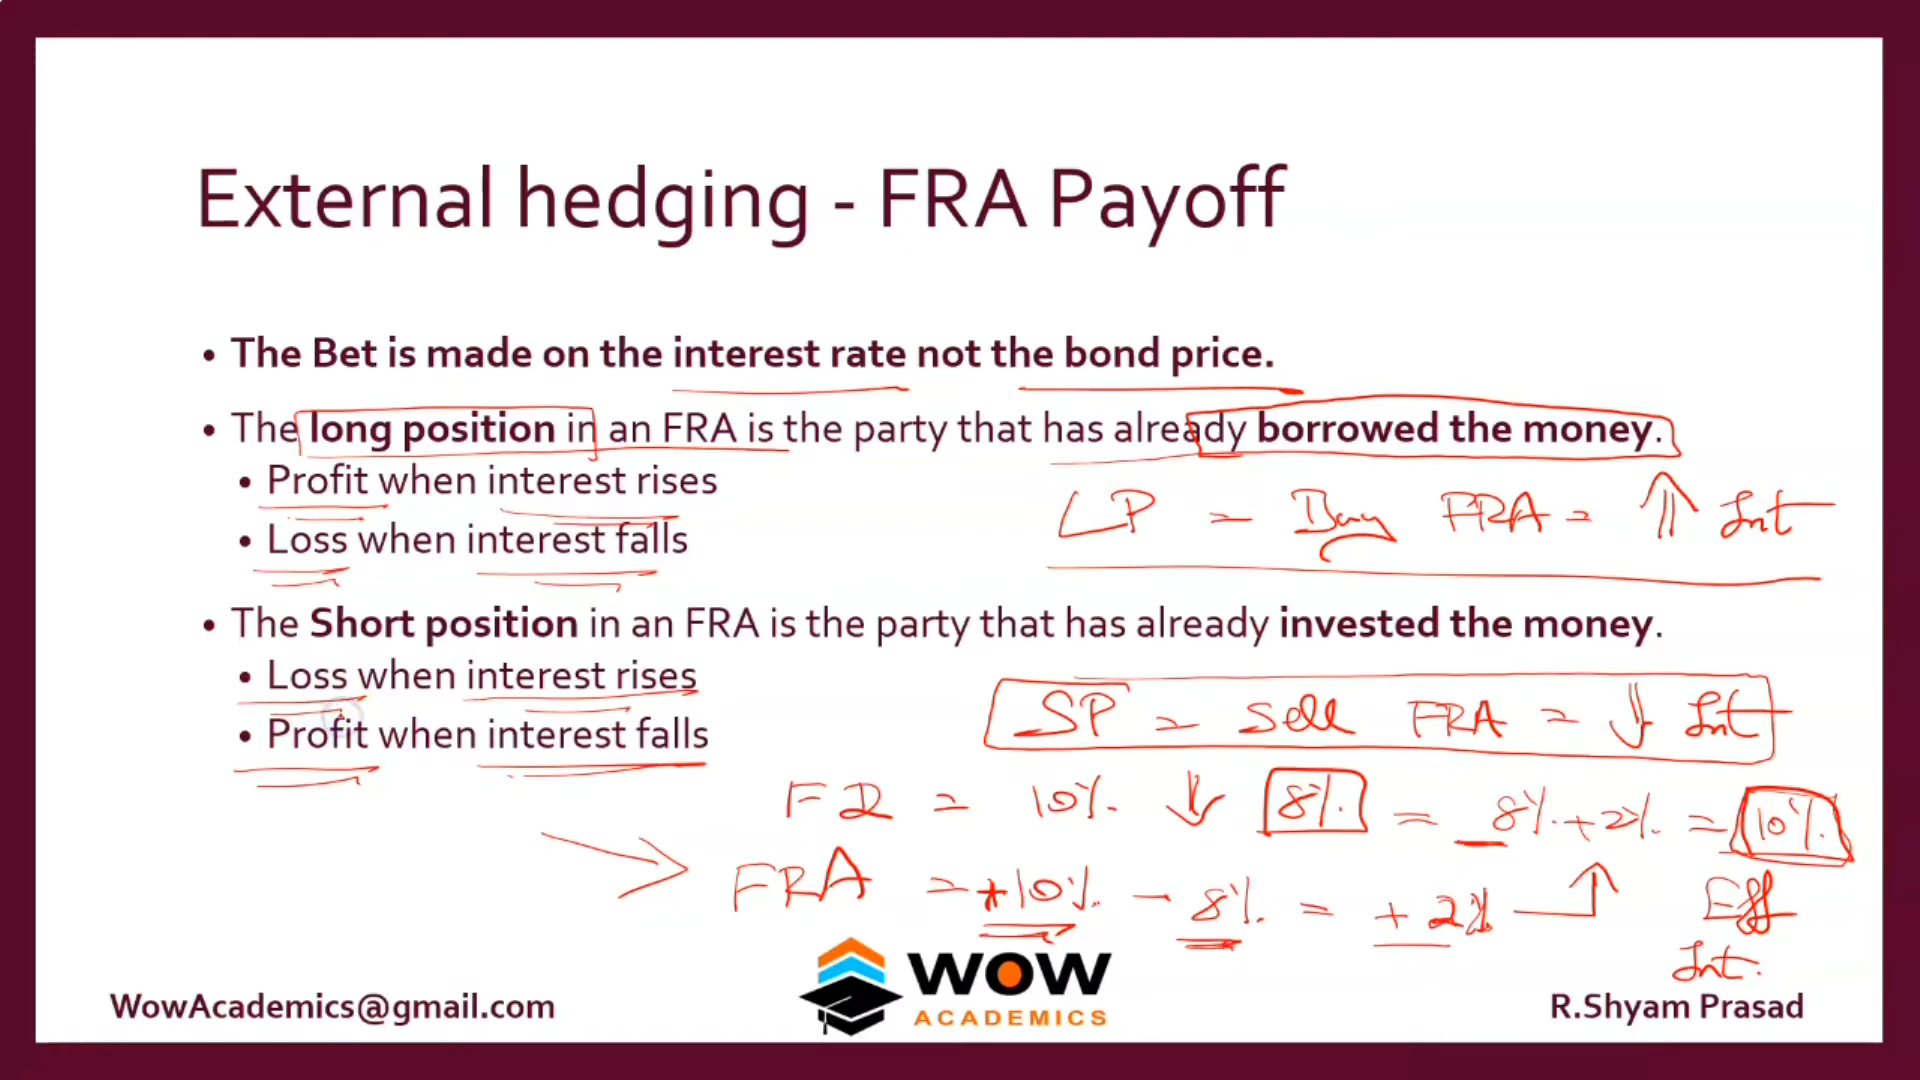 External hedging - FRA Payoff
• The Bet is made on the interest rate not the bond price.
• The long position in an FRA is the party that has already borrowed the money.
• Profit when interest rises
• Loss when interest falls
LP = Buy FRA = ⇑ Int
• The Short position in an FRA is the party that has already invested the money.
• Loss when interest rises
• Profit when interest falls
SP = Sell FRA = ⇓ Int
FR = 10% ↓ 8% = 8% + 2% = 10%
FRA = +10% - 8% = + 2%
Eff
Int.
WOW
ACADEMICS
WowAcademics@gmail.com
R.Shyam Prasad